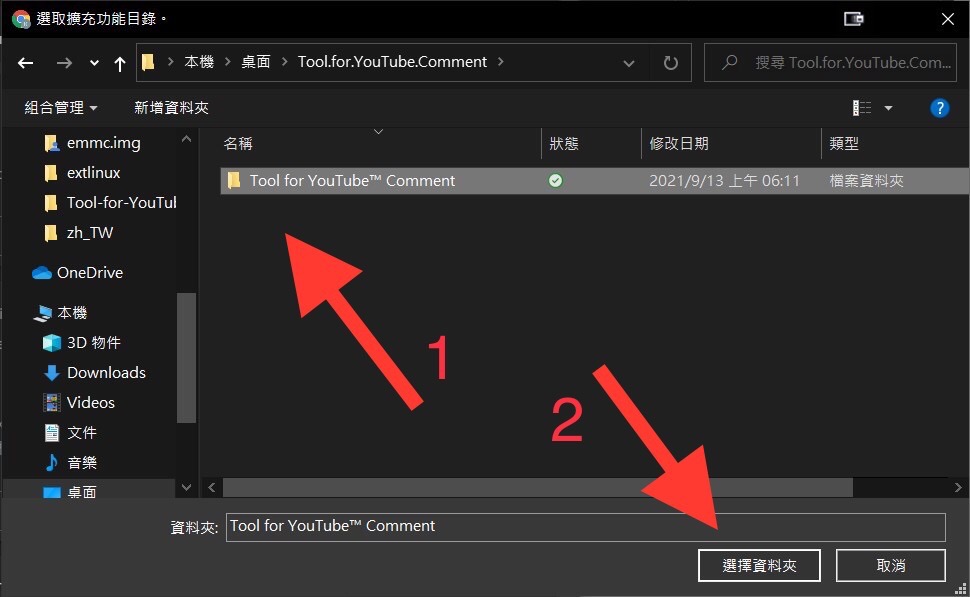 選取擴充功能目錄。
本機 桌面 Tool.for.YouTube.Comment
搜尋 Tool.for.YouTube.Com...
組合管理 新增資料夾
名稱 狀態 修改日期 類型
Tool for YouTube™ Comment 2021/9/13 上午 06:11 檔案資料夾
emmc.img
extlinux
Tool-for-YouTul
zh_TW
OneDrive
本機
3D 物件
Downloads
Videos
文件
音樂
桌面
1
2
資料夾: Tool for YouTube™ Comment
選擇資料夾 取消